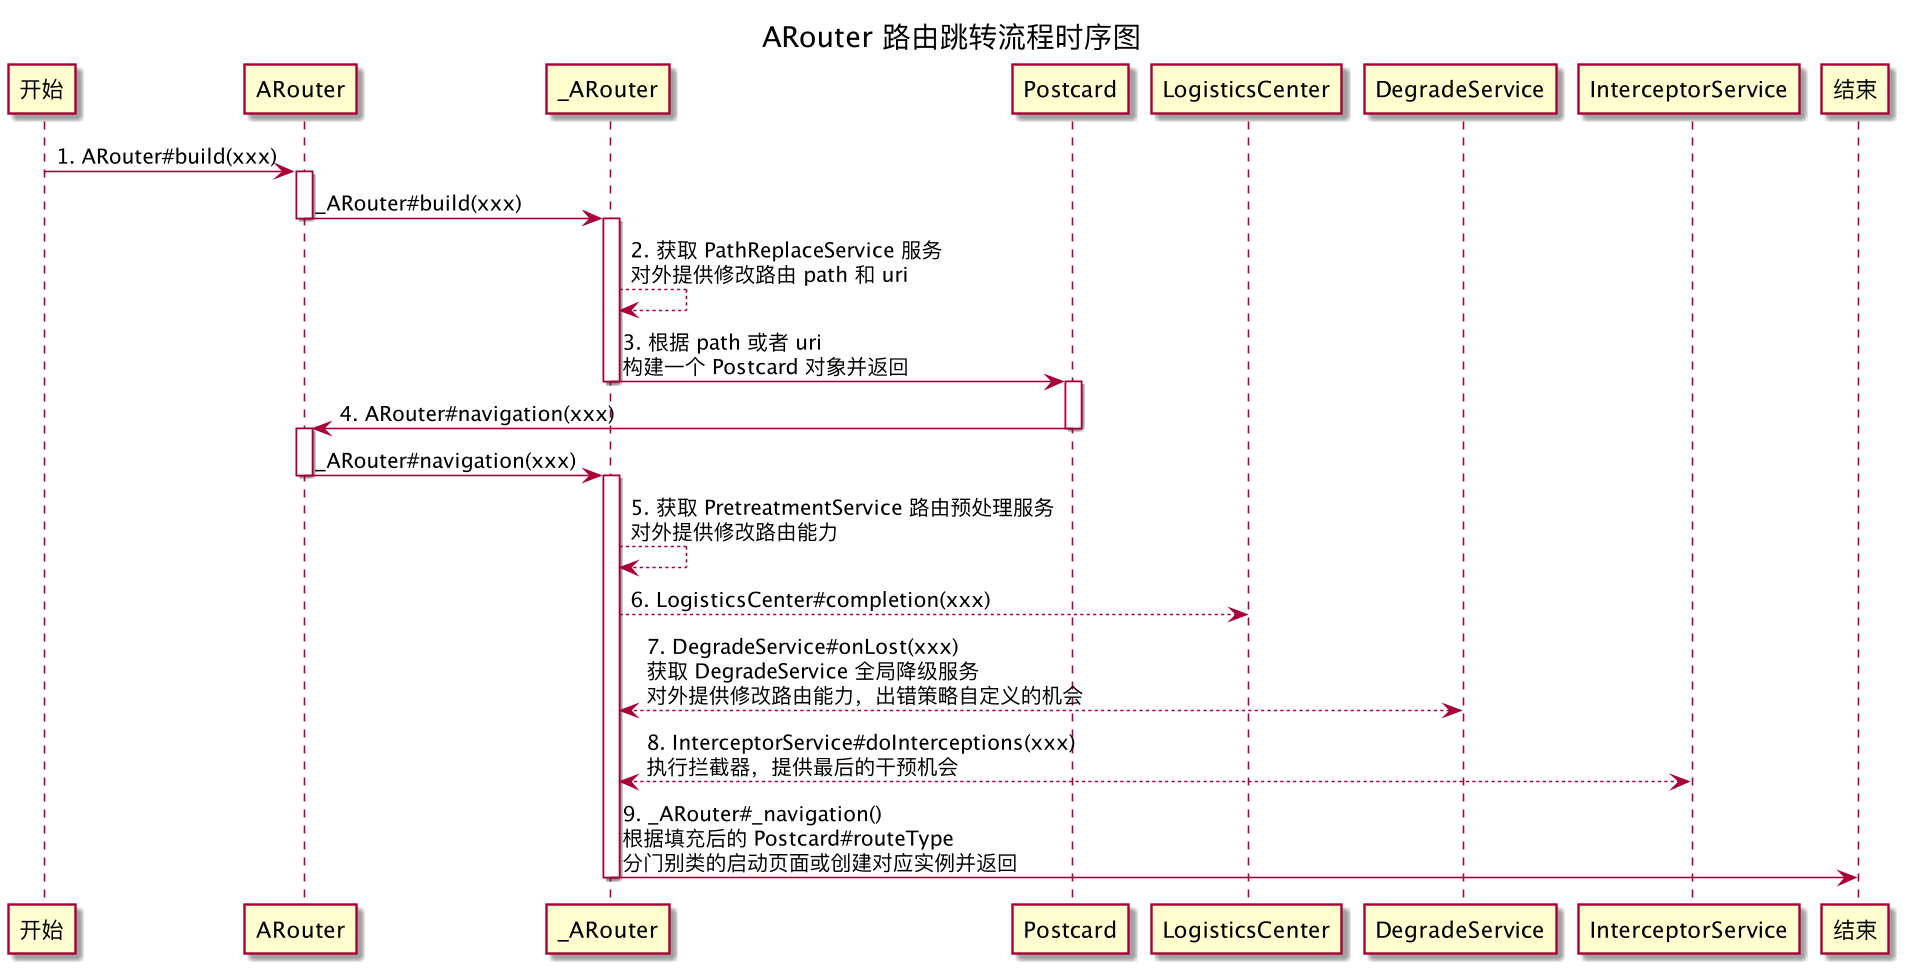 ARouter 路由跳转流程时序图
开始
ARouter
_ARouter
Postcard
LogisticsCenter
DegradeService
InterceptorService
结束
1. ARouter#build(xxx)
_ARouter#build(xxx)
2. 获取 PathReplaceService 服务
对外提供修改路由 path 和 uri
3. 根据 path 或者 uri
构建一个 Postcard 对象并返回
4. ARouter#navigation(xxx)
_ARouter#navigation(xxx)
5. 获取 PretreatmentService 路由预处理服务
对外提供修改路由能力
6. LogisticsCenter#completion(xxx)
7. DegradeService#onLost(xxx)
获取 DegradeService 全局降级服务
对外提供修改路由能力，出错策略自定义的机会
8. InterceptorService#doInterceptions(xxx)
执行拦截器，提供最后的干预机会
9. _ARouter#_navigation()
根据填充后的 Postcard#routeType
分门别类的启动页面或创建对应实例并返回
开始
ARouter
_ARouter
Postcard
LogisticsCenter
DegradeService
InterceptorService
结束